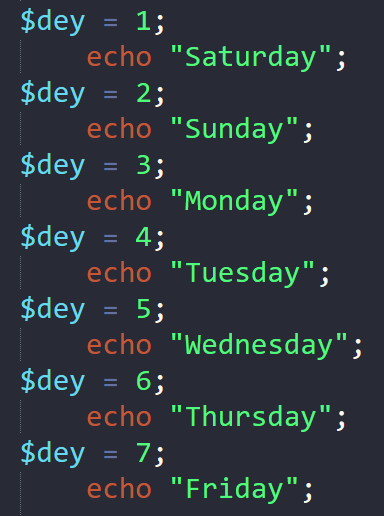 $dey = 1;
echo "Saturday";
$dey = 2;
echo "Sunday";
$dey = 3;
echo "Monday";
$dey = 4;
echo "Tuesday";
$dey = 5;
echo "Wednesday";
$dey = 6;
echo "Thursday";
$dey = 7;
echo "Friday";